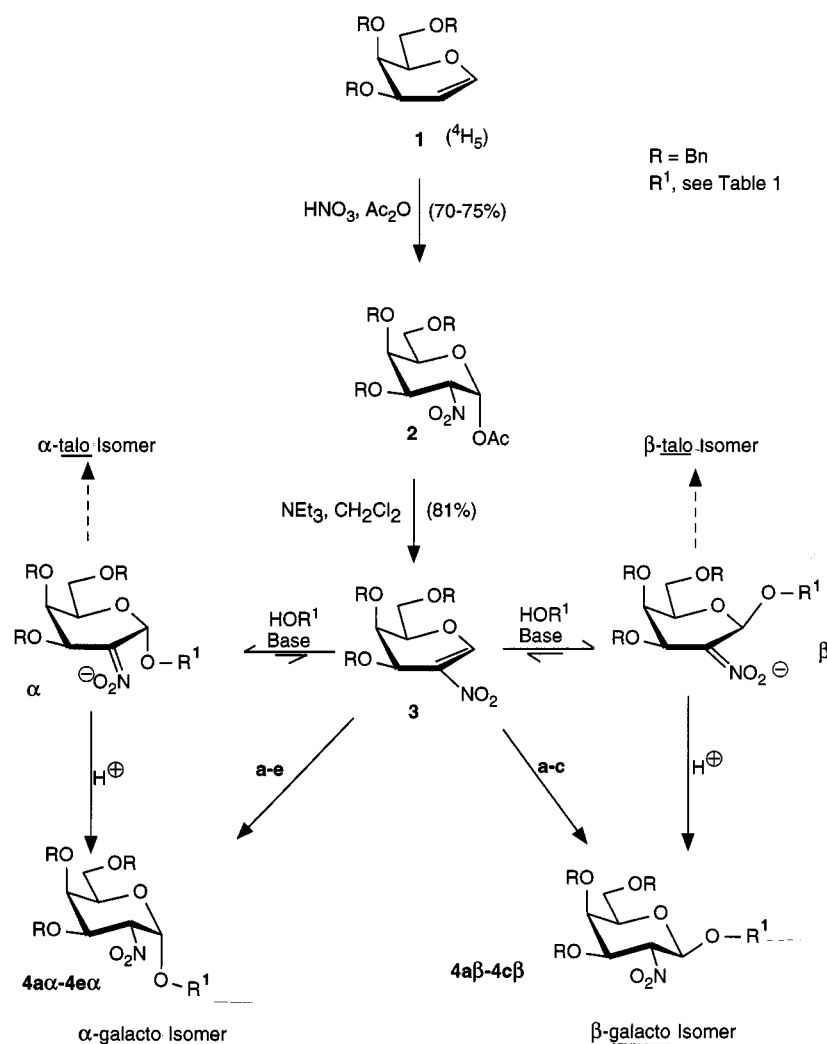 RO OR
O
RO
1 (⁴H₅)
R = Bn
R¹, see Table 1
HNO₃, Ac₂O (70-75%)
RO OR
O
RO
O₂N
OAc
2
α-talo Isomer
β-talo Isomer
NEt₃, CH₂Cl₂ (81%)
RO OR
O
RO
O–R¹
⊖O₂N
α
HOR¹
Base
RO OR
O
RO
NO₂
3
HOR¹
Base
RO OR
O
O–R¹
RO
NO₂ ⊖
β
H⊕
a-e
a-c
H⊕
RO OR
O
RO
O₂N
O–R¹
4aα-4eα
α-galacto Isomer
RO OR
O
O–R¹
RO
NO₂
4aβ-4cβ
β-galacto Isomer